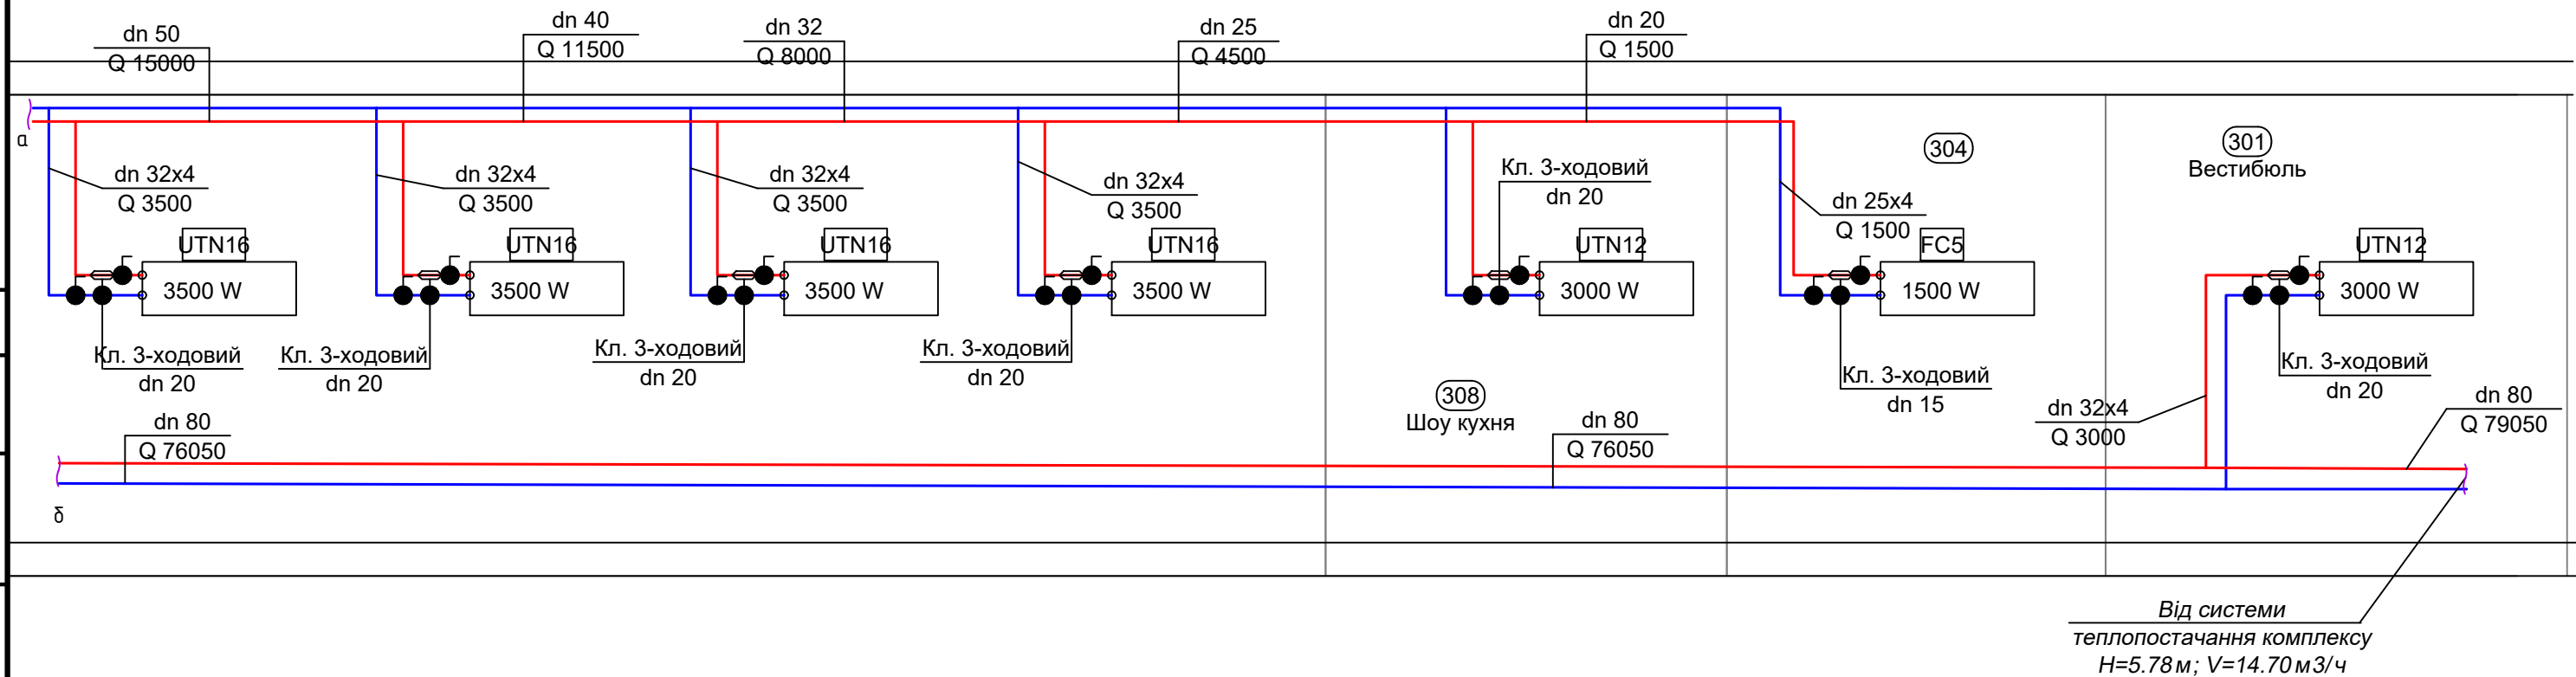 dn 50
Q 15000
dn 40
Q 11500
dn 32
Q 8000
dn 25
Q 4500
dn 20
Q 1500
а
304
301
Вестибюль
dn 32x4
Q 3500
dn 32x4
Q 3500
dn 32x4
Q 3500
dn 32x4
Q 3500
Кл. 3-ходовий
dn 20
dn 25x4
Q 1500
UTN16
3500 W
UTN16
3500 W
UTN16
3500 W
UTN16
3500 W
UTN12
3000 W
FC5
1500 W
UTN12
3000 W
Кл. 3-ходовий
dn 20
Кл. 3-ходовий
dn 20
Кл. 3-ходовий
dn 20
Кл. 3-ходовий
dn 20
Кл. 3-ходовий
dn 15
Кл. 3-ходовий
dn 20
308
Шоу кухня
dn 80
Q 76050
dn 80
Q 76050
dn 32x4
Q 3000
dn 80
Q 79050
б
Від системи
теплопостачання комплексу
H=5.78 м; V=14.70 м3/ч